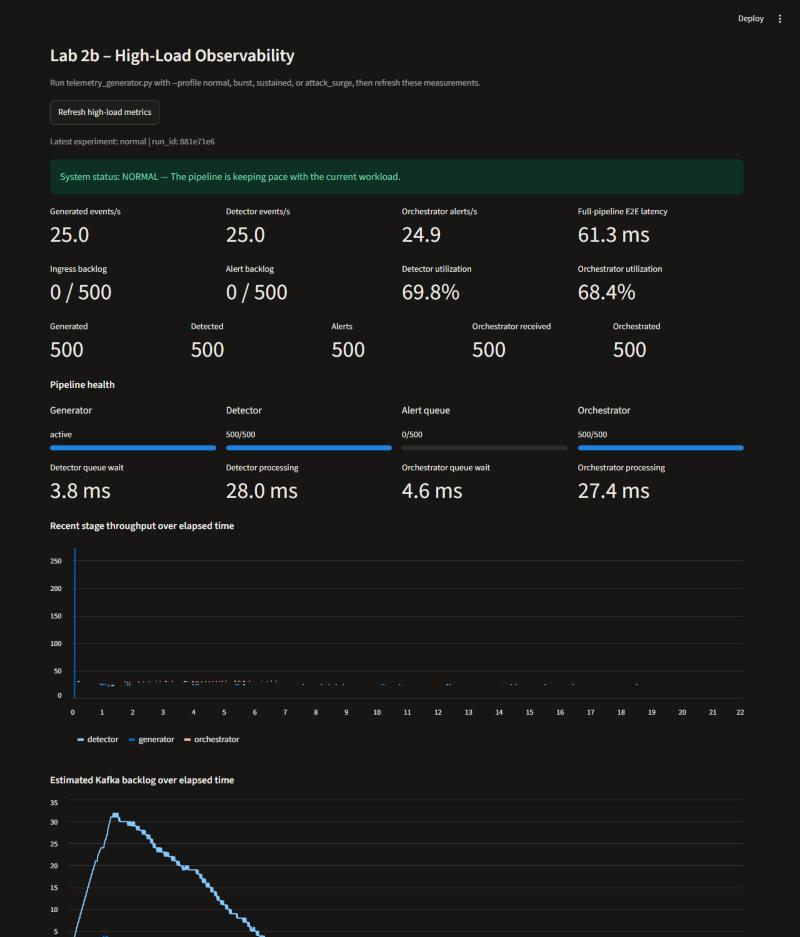 Deploy
Lab 2b – High-Load Observability
Run telemetry_generator.py with --profile normal, burst, sustained, or attack_surge, then refresh these measurements.
Refresh high-load metrics
Latest experiment: normal | run_id: 881e71e6
System status: NORMAL — The pipeline is keeping pace with the current workload.
Generated events/s Detector events/s Orchestrator alerts/s Full-pipeline E2E latency
25.0 25.0 24.9 61.3 ms
Ingress backlog Alert backlog Detector utilization Orchestrator utilization
0 / 500 0 / 500 69.8% 68.4%
Generated Detected Alerts Orchestrator received Orchestrated
500 500 500 500 500
Pipeline health
Generator Detector Alert queue Orchestrator
active 500/500 0/500 500/500
Detector queue wait Detector processing Orchestrator queue wait Orchestrator processing
3.8 ms 28.0 ms 4.6 ms 27.4 ms
Recent stage throughput over elapsed time
250
200
150
100
50
0
0 1 2 3 4 5 6 7 8 9 10 11 12 13 14 15 16 17 18 19 20 21 22
detector generator orchestrator
Estimated Kafka backlog over elapsed time
35
30
25
20
15
10
5